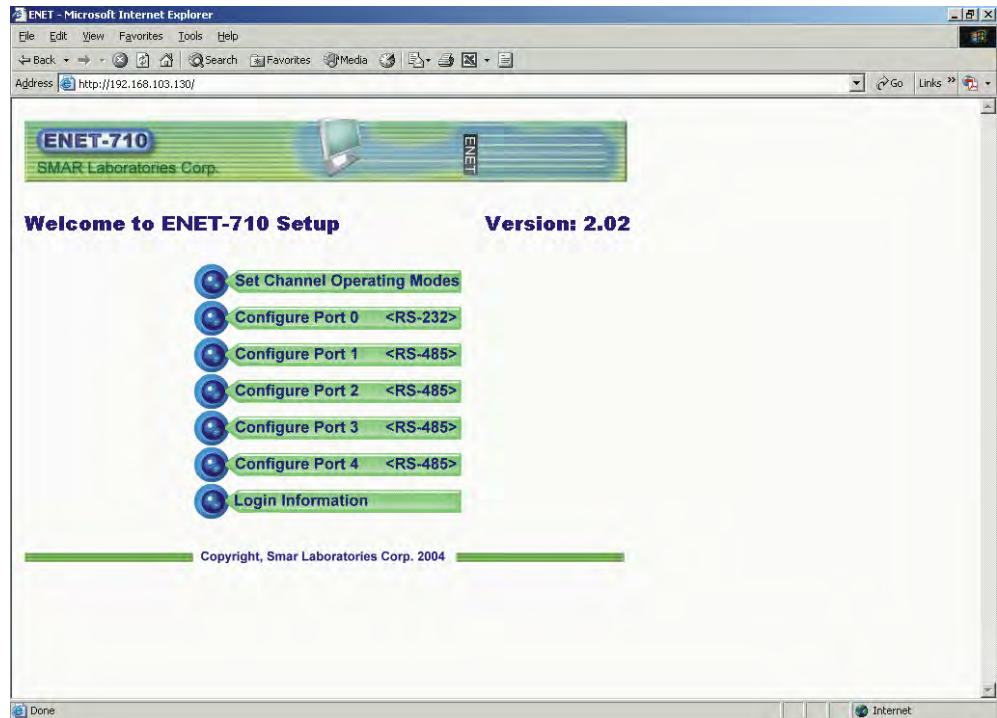 ENET - Microsoft Internet Explorer
File Edit View Favorites Tools Help
Back Search Favorites Media
Address http://192.168.103.130/ Go Links »
ENET-710
SMAR Laboratories Corp.
ENET
Welcome to ENET-710 Setup Version: 2.02
Set Channel Operating Modes
Configure Port 0 <RS-232>
Configure Port 1 <RS-485>
Configure Port 2 <RS-485>
Configure Port 3 <RS-485>
Configure Port 4 <RS-485>
Login Information
Copyright, Smar Laboratories Corp. 2004
Done Internet